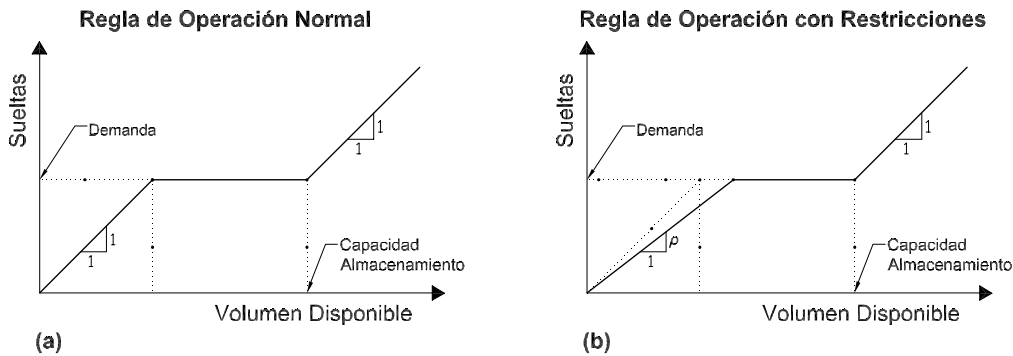 Regla de Operación Normal
Sueltas
Demanda
1
1
1
1
Capacidad
Almacenamiento
Volumen Disponible
(a)
Regla de Operación con Restricciones
Sueltas
Demanda
1
1
ρ
1
Capacidad
Almacenamiento
Volumen Disponible
(b)